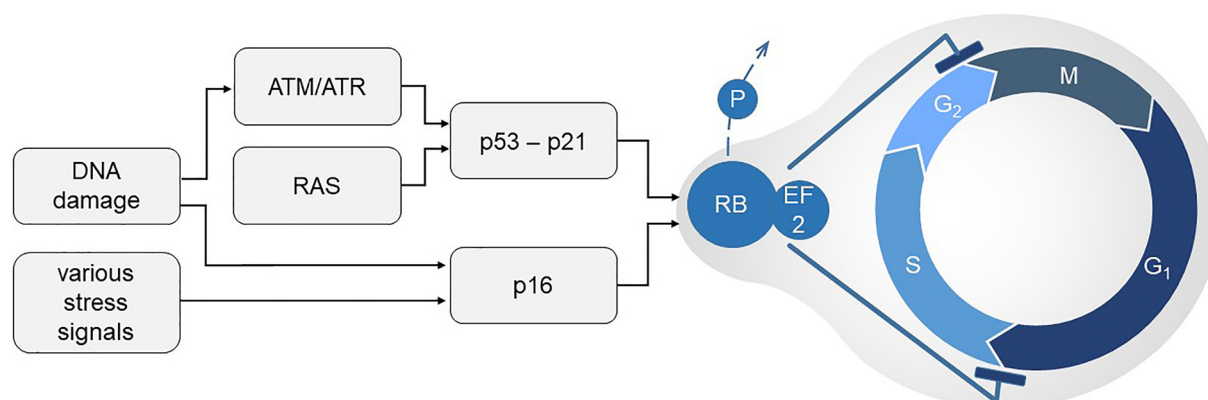 DNA
damage
various
stress
signals
ATM/ATR
RAS
p53 – p21
p16
P
RB
EF
2
M
G₂
S
G₁